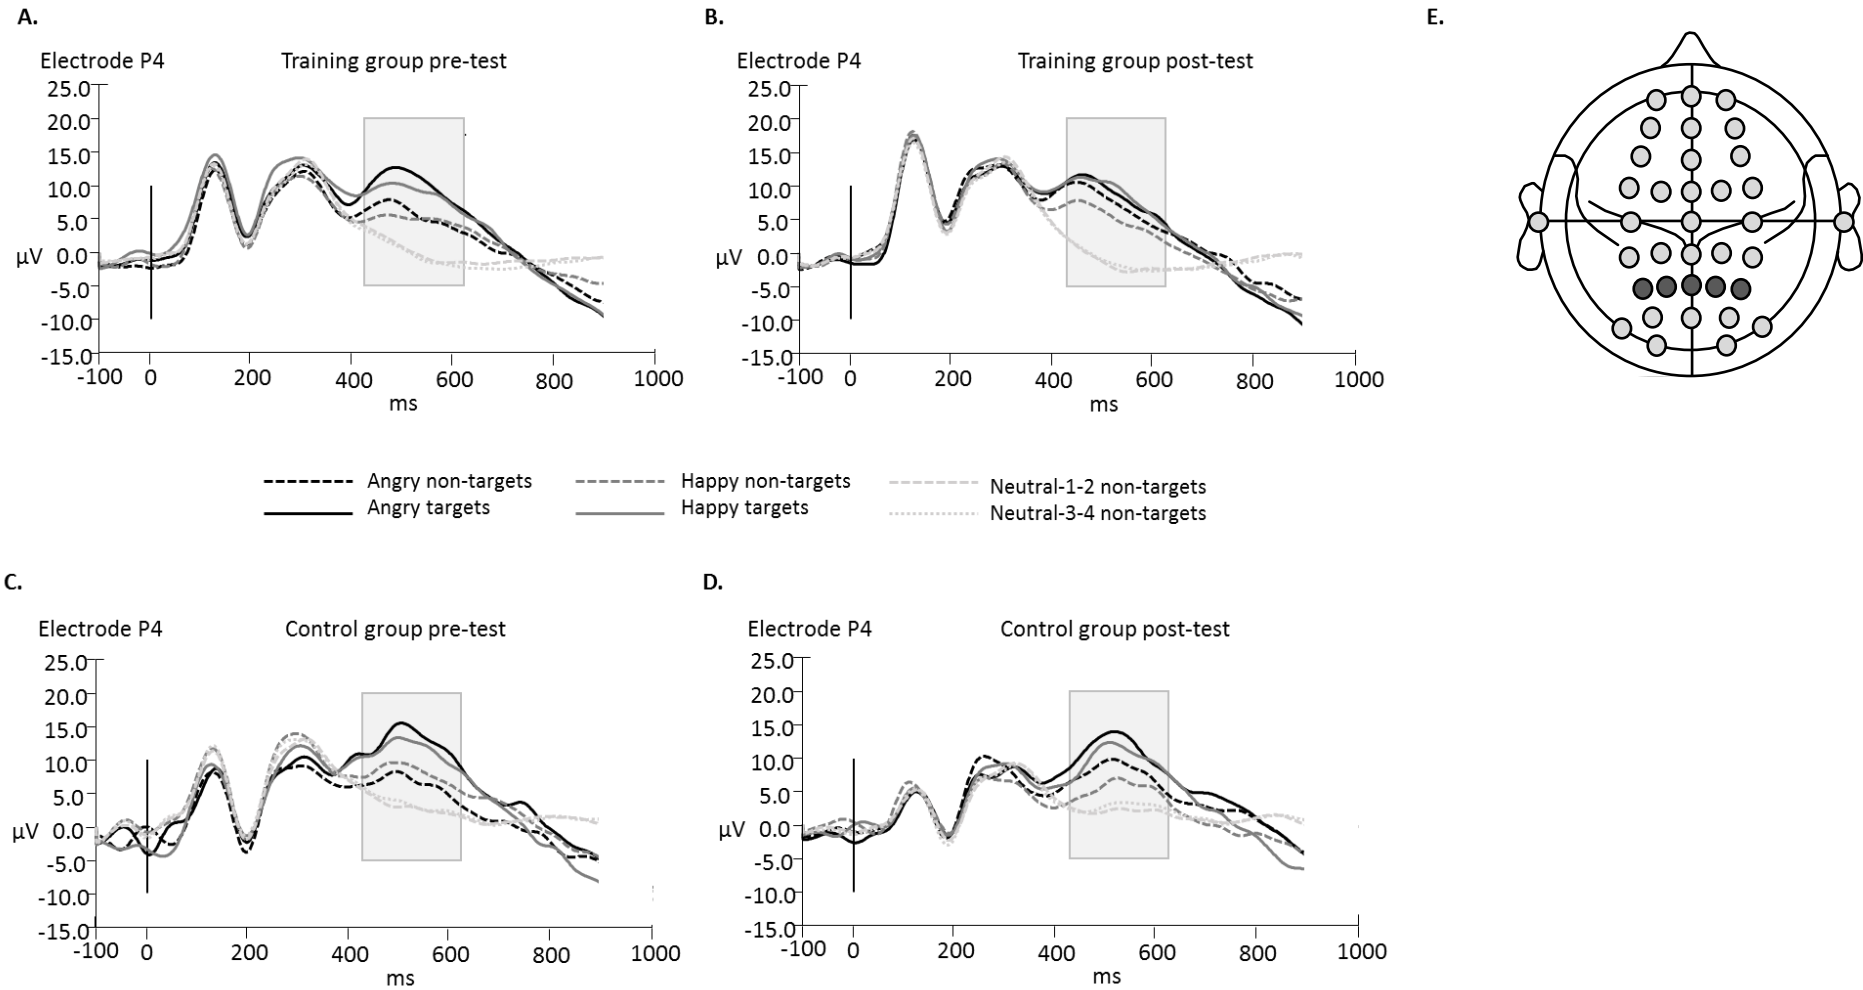 A.
Electrode P4
Training group pre-test
25.0
20.0
15.0
10.0
5.0
0.0
µV
-5.0
-10.0
-15.0
-100 0 200 400 600 800 1000
ms
B.
Electrode P4
Training group post-test
25.0
20.0
15.0
10.0
5.0
0.0
µV
-5.0
-10.0
-15.0
-100 0 200 400 600 800 1000
ms
E.
Angry non-targets
Angry targets
Happy non-targets
Happy targets
Neutral-1-2 non-targets
Neutral-3-4 non-targets
C.
Electrode P4
Control group pre-test
25.0
20.0
15.0
10.0
5.0
0.0
µV
-5.0
-10.0
-15.0
-100 0 200 400 600 800 1000
ms
D.
Electrode P4
Control group post-test
25.0
20.0
15.0
10.0
5.0
0.0
µV
-5.0
-10.0
-15.0
-100 0 200 400 600 800 1000
ms